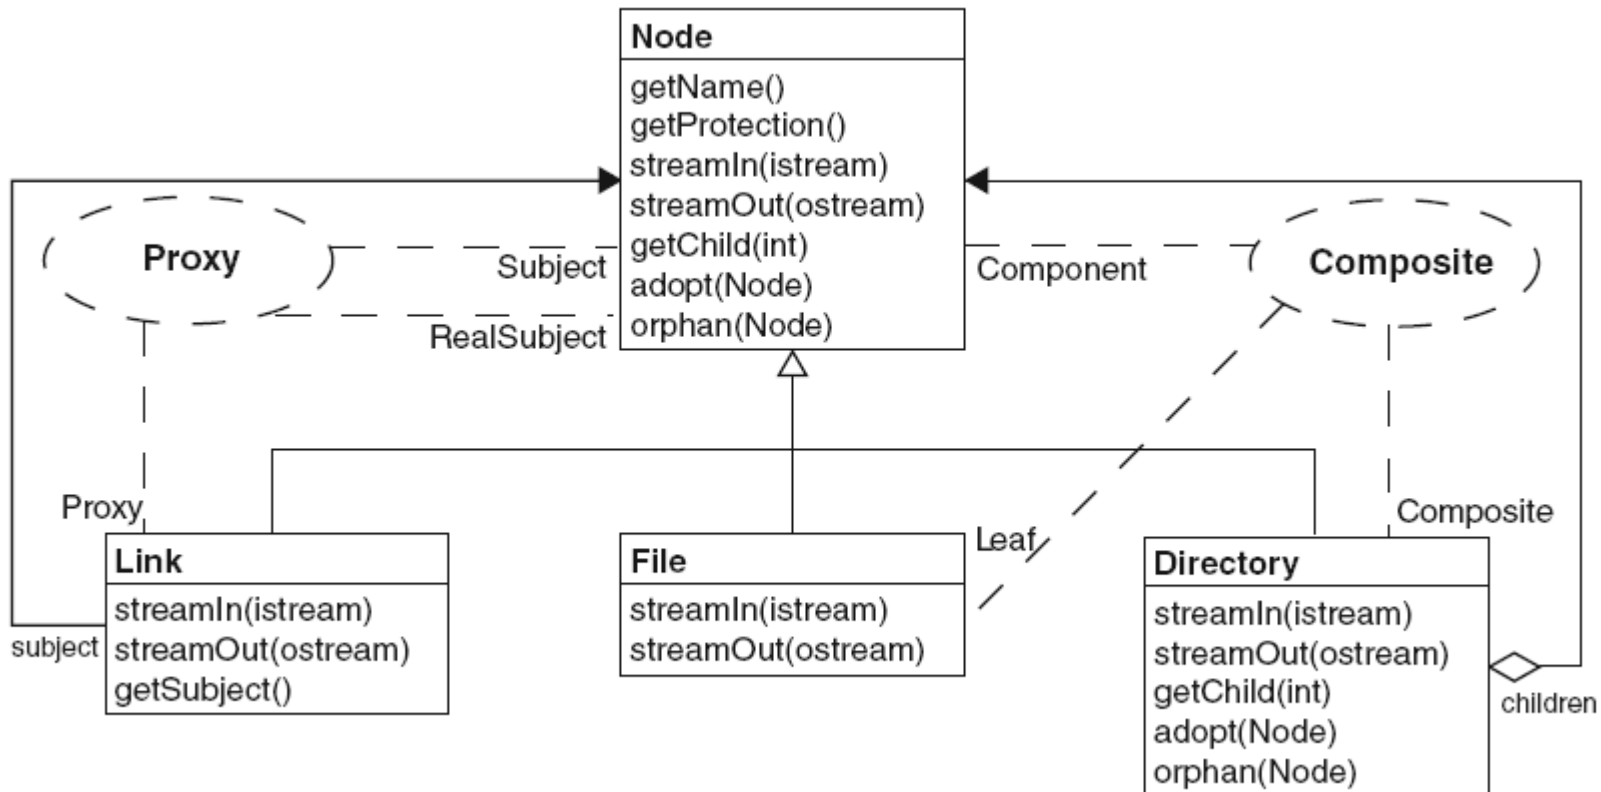 Node
getName()
getProtection()
streamIn(istream)
streamOut(ostream)
getChild(int)
adopt(Node)
orphan(Node)
Proxy
Subject
RealSubject
Proxy
Component
Composite
Leaf
Composite
Link
streamIn(istream)
streamOut(ostream)
getSubject()
subject
File
streamIn(istream)
streamOut(ostream)
Directory
streamIn(istream)
streamOut(ostream)
getChild(int)
adopt(Node)
orphan(Node)
children